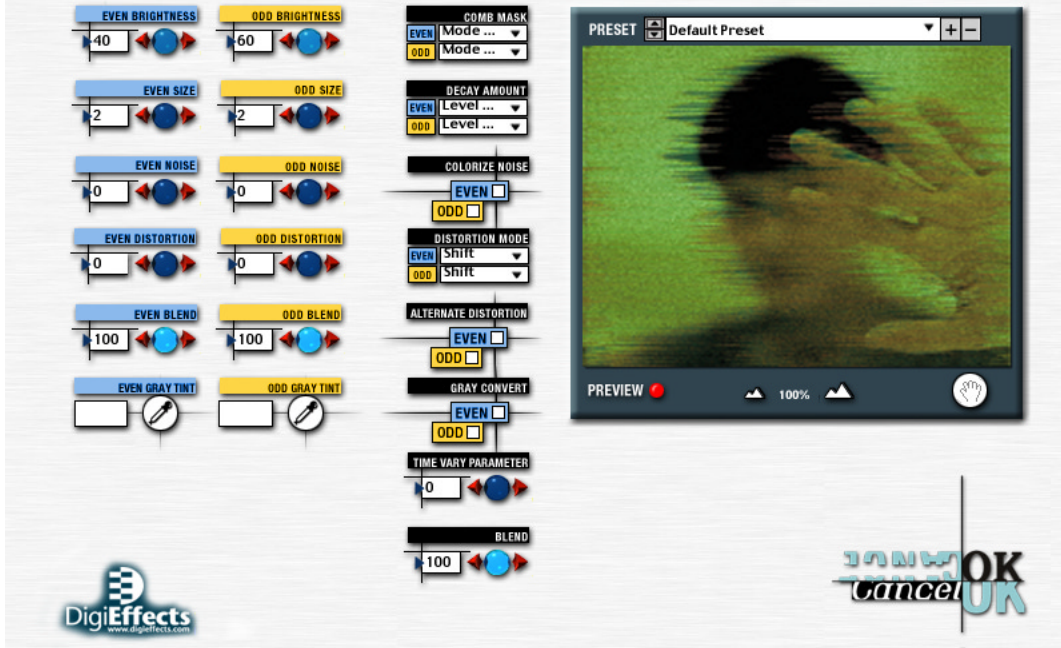 EVEN BRIGHTNESS
40
ODD BRIGHTNESS
60
EVEN SIZE
2
ODD SIZE
2
EVEN NOISE
0
ODD NOISE
0
EVEN DISTORTION
0
ODD DISTORTION
0
EVEN BLEND
100
ODD BLEND
100
EVEN GRAY TINT
ODD GRAY TINT
COMB MASK
EVEN Mode ...
ODD Mode ...
DECAY AMOUNT
EVEN Level ...
ODD Level ...
COLORIZE NOISE
EVEN
ODD
DISTORTION MODE
EVEN Shift
ODD Shift
ALTERNATE DISTORTION
EVEN
ODD
GRAY CONVERT
EVEN
ODD
TIME VARY PARAMETER
0
BLEND
100
PRESET Default Preset + −
PREVIEW 100%
DigiEffects
www.digieffects.com
Cancel OK